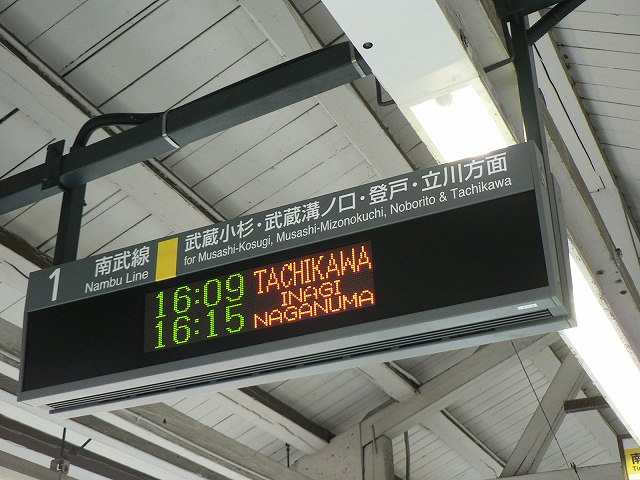 1 南武線 Nambu Line
武蔵小杉・武蔵溝ノ口・登戸・立川方面
for Musashi-Kosugi, Musashi-Mizonokuchi, Noborito & Tachikawa
16:09 TACHIKAWA
16:15 INAGI NAGANUMA
南